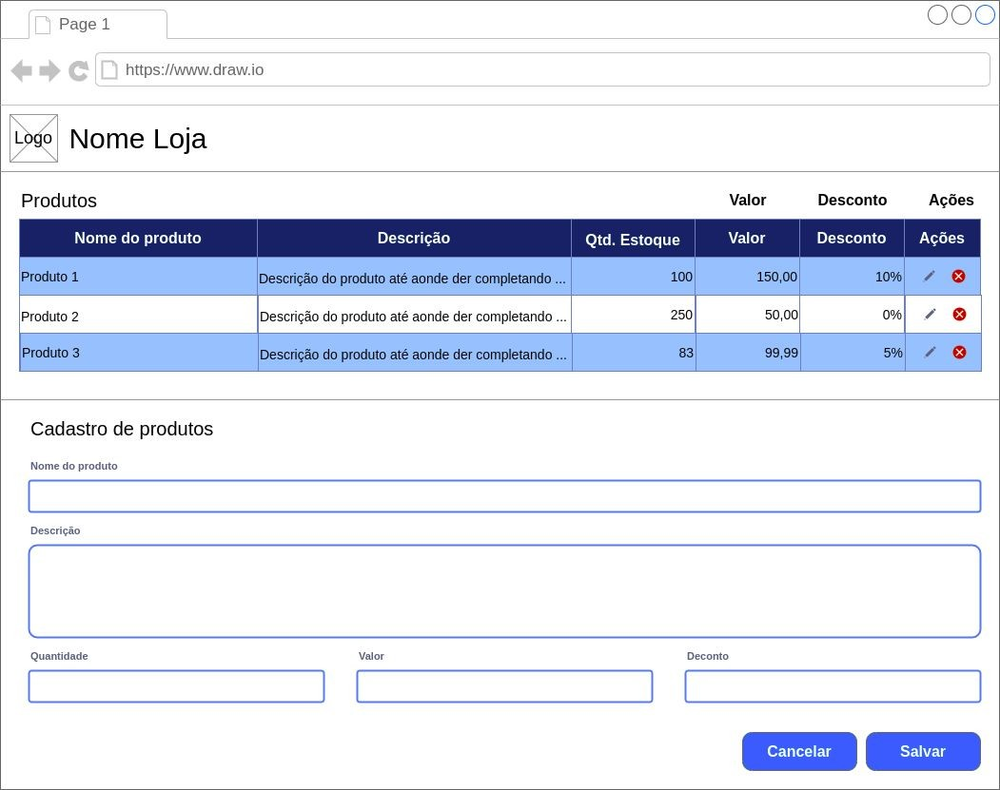 Page 1
https://www.draw.io
Logo Nome Loja
Produtos Valor Desconto Ações
Nome do produto Descrição Qtd. Estoque Valor Desconto Ações
Produto 1 Descrição do produto até aonde der completando ... 100 150,00 10%
Produto 2 Descrição do produto até aonde der completando ... 250 50,00 0%
Produto 3 Descrição do produto até aonde der completando ... 83 99,99 5%
Cadastro de produtos
Nome do produto
Descrição
Quantidade Valor Deconto
Cancelar Salvar